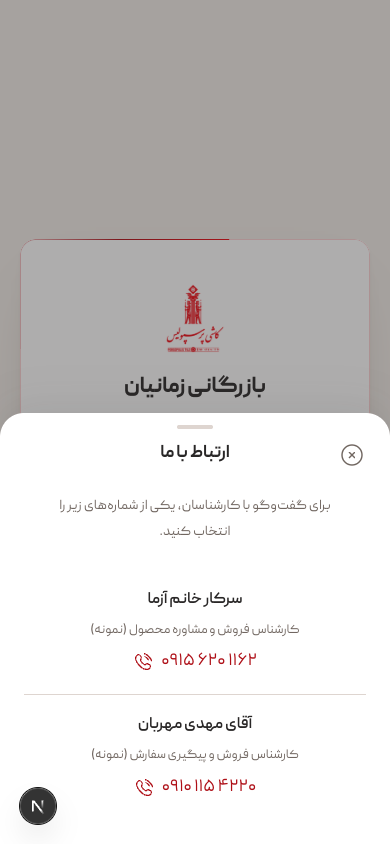 کاشی پرسپولیس
بازرگانی زمانیان
ارتباط با ما
برای گفت‌وگو با کارشناسان، یکی از شماره‌های زیر را
انتخاب کنید.
سرکار خانم آزما
کارشناس فروش و مشاوره محصول (نمونه)
۰۹۱۵ ۶۲۰ ۱۱۶۲
آقای مهدی مهربان
کارشناس فروش و پیگیری سفارش (نمونه)
۰۹۱۰ ۱۱۵ ۴۲۲۰
N